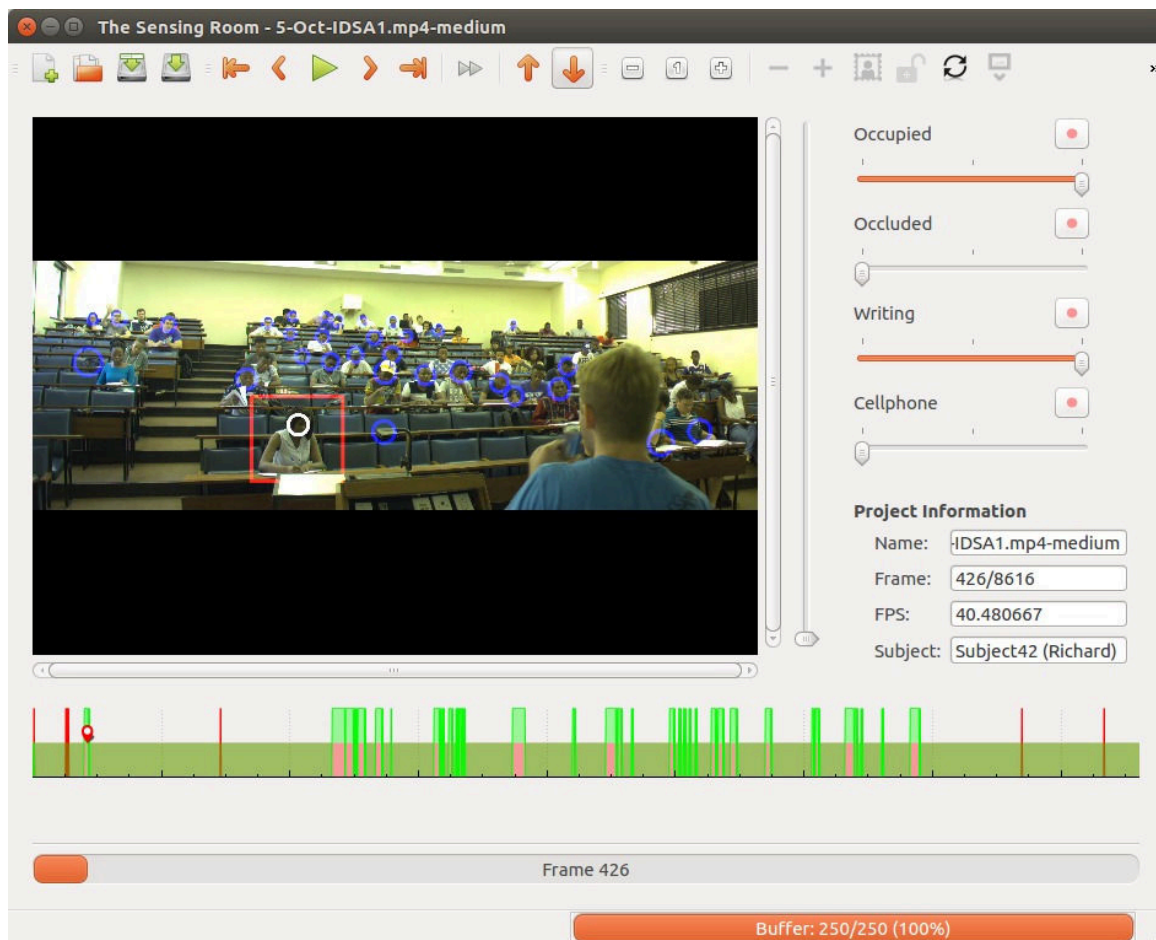 The Sensing Room - 5-Oct-IDSA1.mp4-medium
1
Occupied
Occluded
Writing
Cellphone
Project Information
Name: -IDSA1.mp4-medium
Frame: 426/8616
FPS: 40.480667
Subject: Subject42 (Richard)
Frame 426
Buffer: 250/250 (100%)